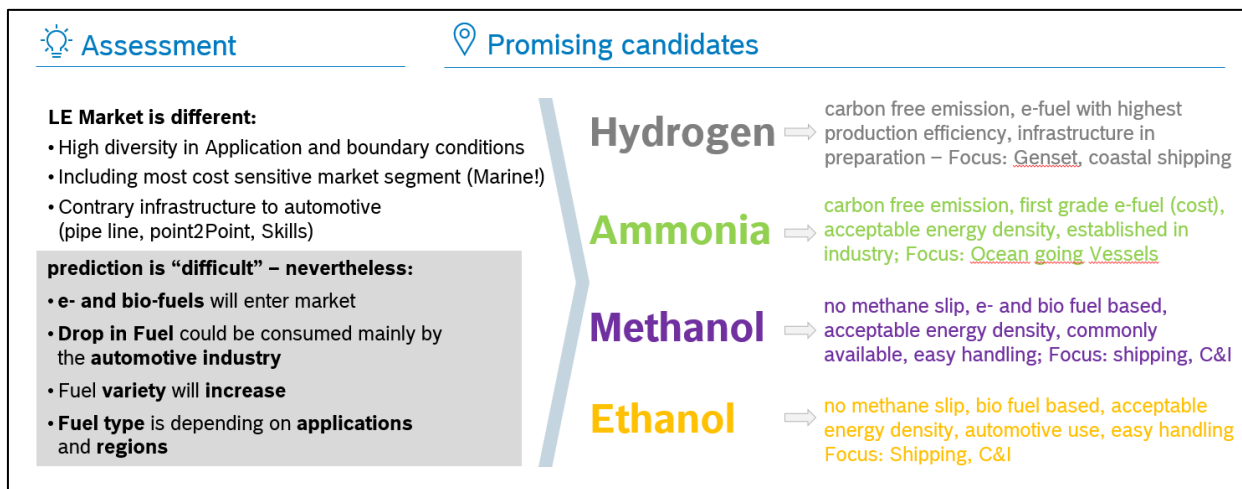 Assessment
Promising candidates
LE Market is different:
• High diversity in Application and boundary conditions
• Including most cost sensitive market segment (Marine!)
• Contrary infrastructure to automotive
(pipe line, point2Point, Skills)
prediction is “difficult” – nevertheless:
• e- and bio-fuels will enter market
• Drop in Fuel could be consumed mainly by
the automotive industry
• Fuel variety will increase
• Fuel type is depending on applications
and regions
Hydrogen
carbon free emission, e-fuel with highest
production efficiency, infrastructure in
preparation – Focus: Genset, coastal shipping
Ammonia
carbon free emission, first grade e-fuel (cost),
acceptable energy density, established in
industry; Focus: Ocean going Vessels
Methanol
no methane slip, e- and bio fuel based,
acceptable energy density, commonly
available, easy handling; Focus: shipping, C&I
Ethanol
no methane slip, bio fuel based, acceptable
energy density, automotive use, easy handling
Focus: Shipping, C&I